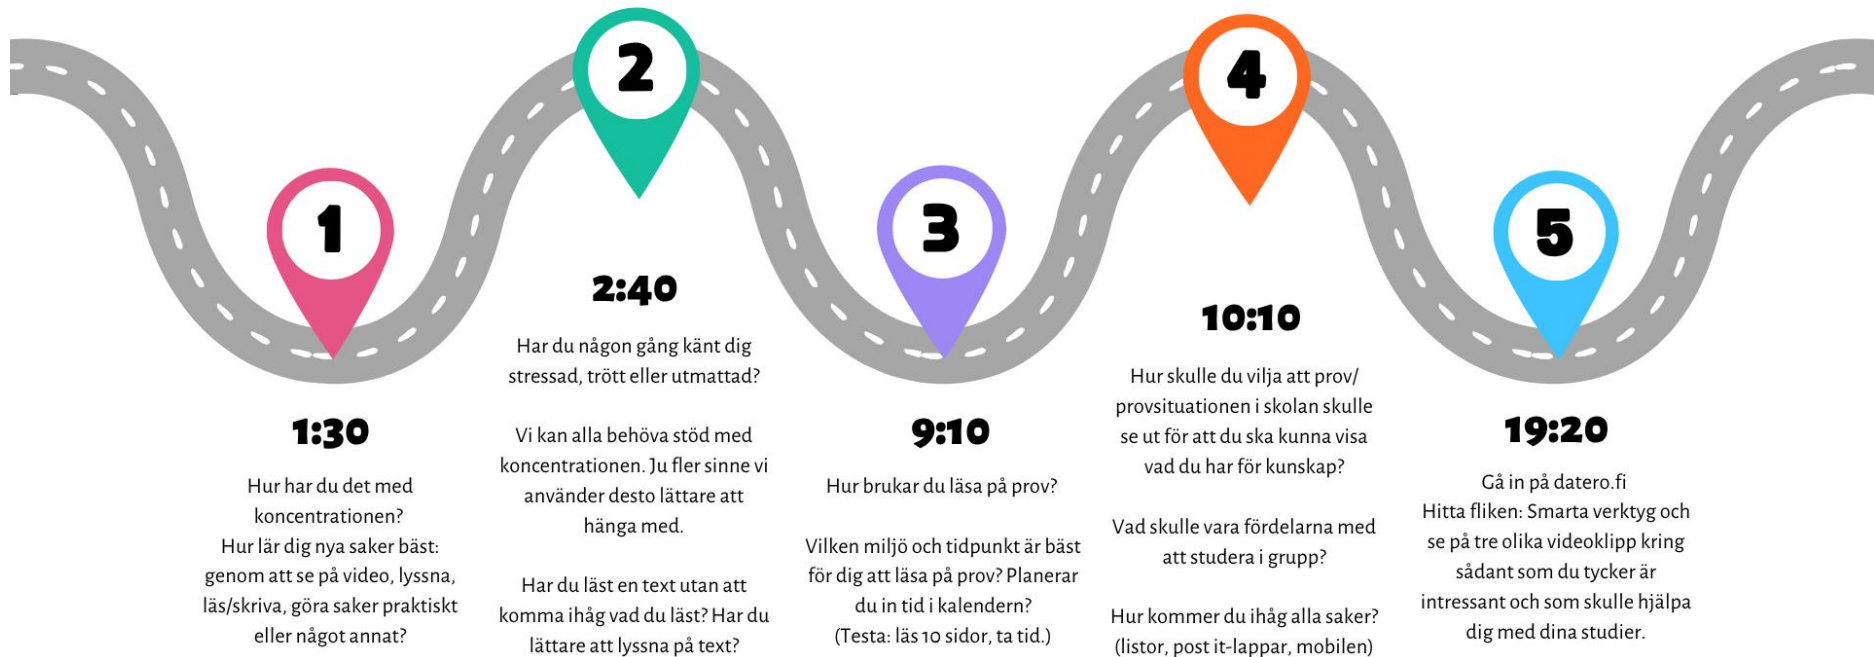 1
1:30
Hur har du det med
koncentrationen?
Hur lär dig nya saker bäst:
genom att se på video, lyssna,
läs/skriva, göra saker praktiskt
eller något annat?
2
2:40
Har du någon gång känt dig
stressad, trött eller utmattad?
Vi kan alla behöva stöd med
koncentrationen. Ju fler sinne vi
använder desto lättare att
hänga med.
Har du läst en text utan att
komma ihåg vad du läst? Har du
lättare att lyssna på text?
3
9:10
Hur brukar du läsa på prov?
Vilken miljö och tidpunkt är bäst
för dig att läsa på prov? Planerar
du in tid i kalendern?
(Testa: läs 10 sidor, ta tid.)
4
10:10
Hur skulle du vilja att prov/
provsituationen i skolan skulle
se ut för att du ska kunna visa
vad du har för kunskap?
Vad skulle vara fördelarna med
att studera i grupp?
Hur kommer du ihåg alla saker?
(listor, post it-lappar, mobilen)
5
19:20
Gå in på datero.fi
Hitta fliken: Smarta verktyg och
se på tre olika videoklipp kring
sådant som du tycker är
intressant och som skulle hjälpa
dig med dina studier.